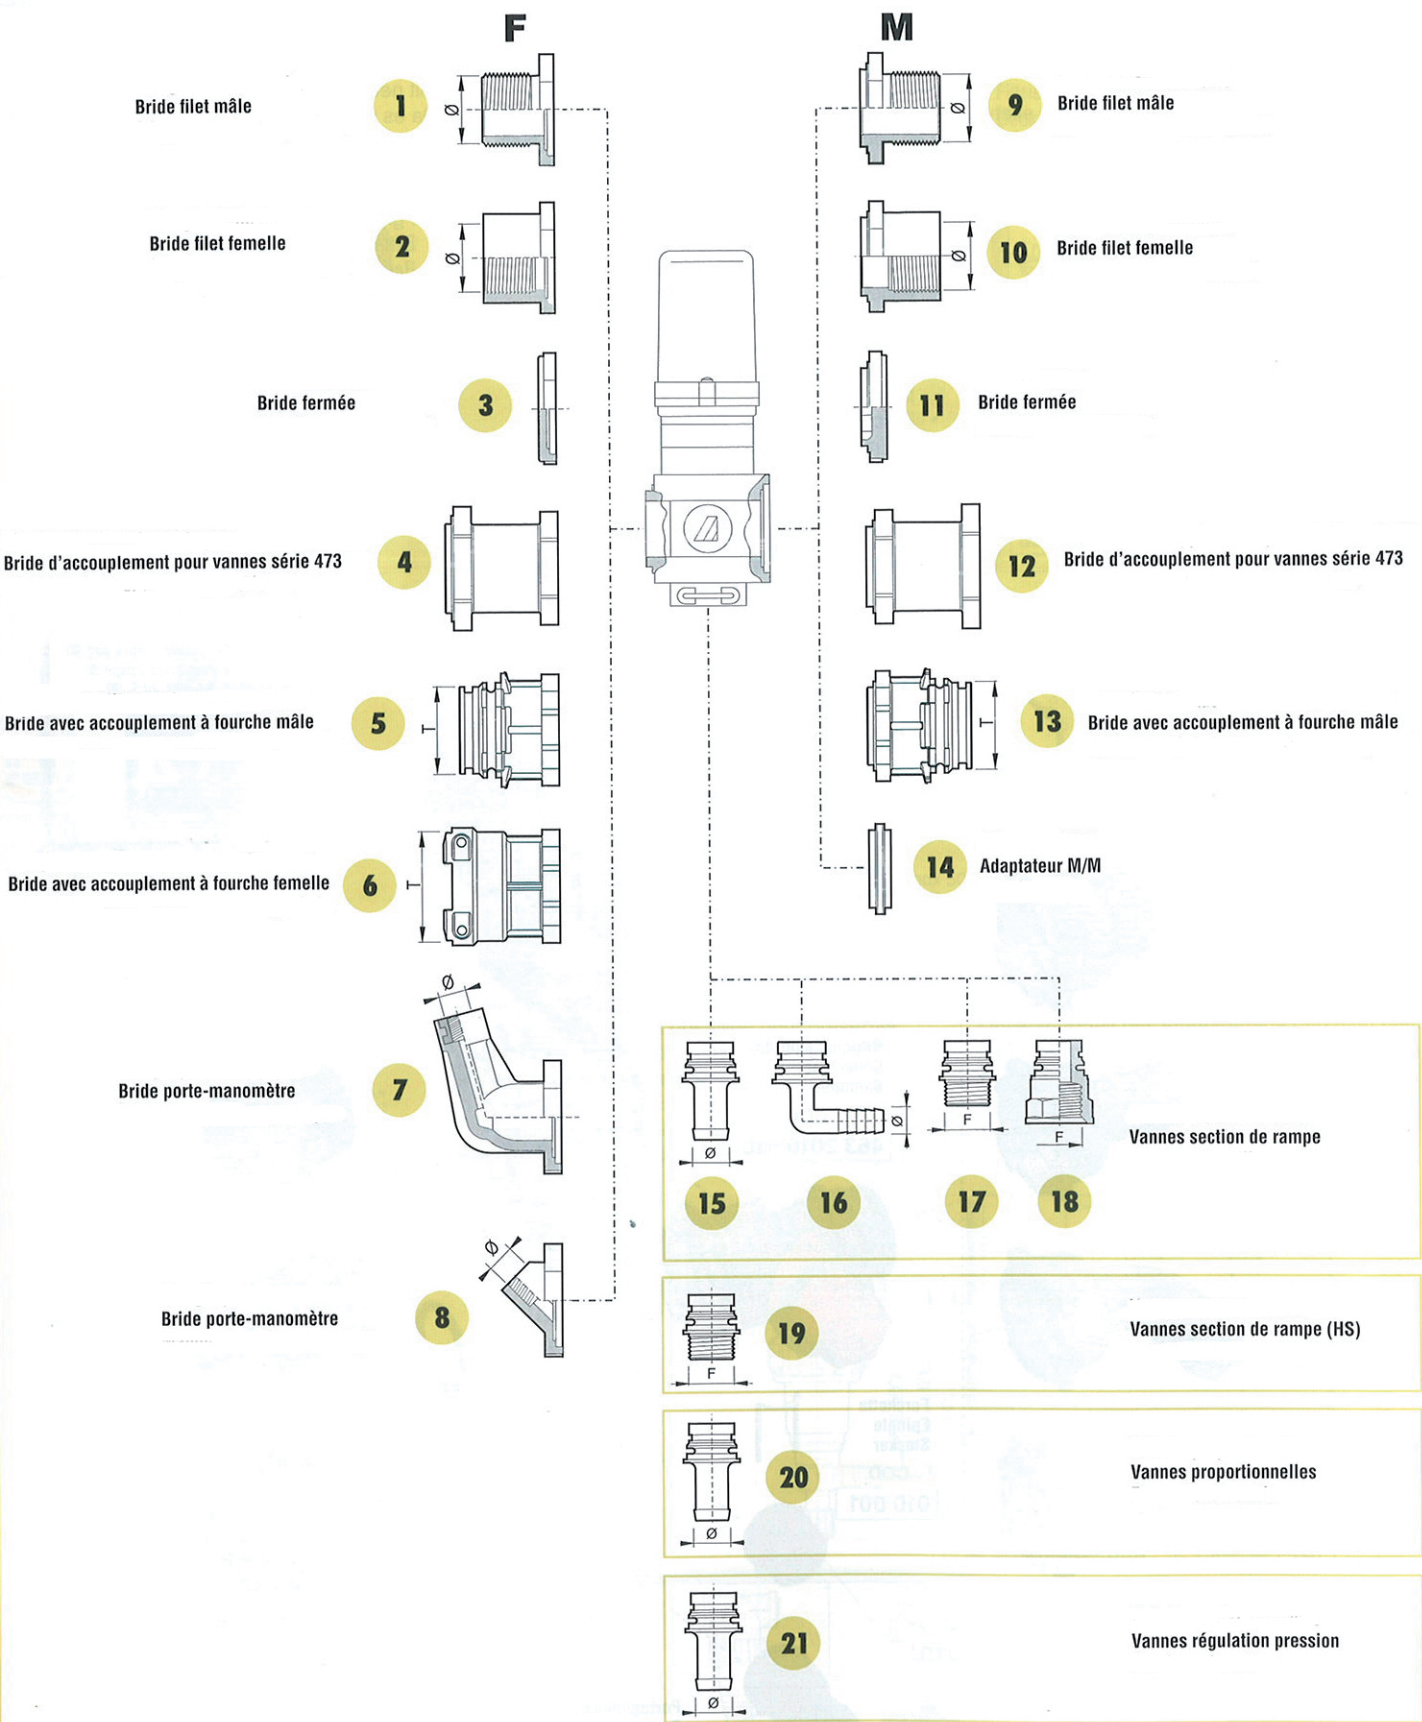 F
M
Bride filet mâle
1
Ø
Ø
9
Bride filet mâle
Bride filet femelle
2
Ø
Ø
10
Bride filet femelle
Bride fermée
3
11
Bride fermée
Bride d'accouplement pour vannes série 473
4
12
Bride d'accouplement pour vannes série 473
Bride avec accouplement à fourche mâle
5
T
T
13
Bride avec accouplement à fourche mâle
Bride avec accouplement à fourche femelle
6
T
14
Adaptateur M/M
Ø
Bride porte-manomètre
7
Ø
Ø
F
F
Vannes section de rampe
15
16
17
18
Ø
Bride porte-manomètre
8
19
F
Vannes section de rampe (HS)
20
Ø
Vannes proportionnelles
21
Ø
Vannes régulation pression